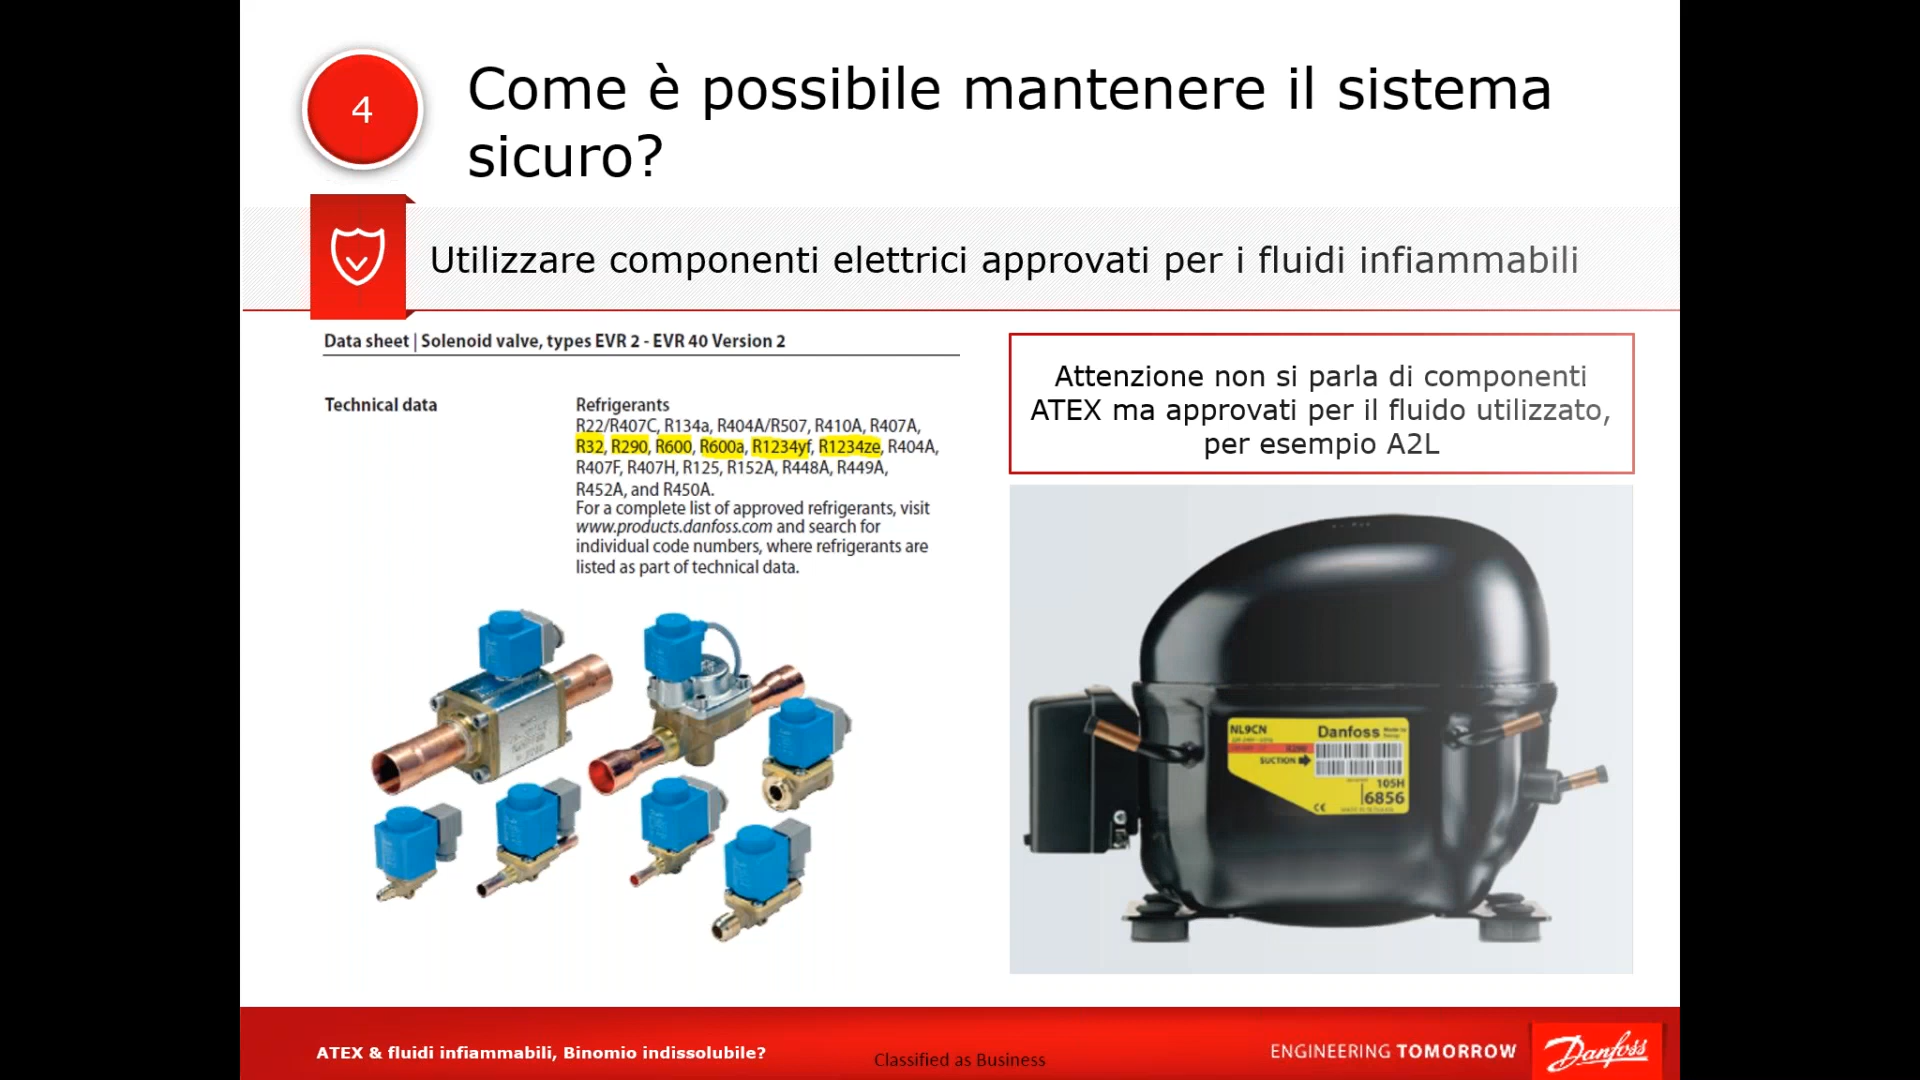 4
Come è possibile mantenere il sistema
sicuro?
Utilizzare componenti elettrici approvati per i fluidi infiammabili
Data sheet | Solenoid valve, types EVR 2 - EVR 40 Version 2
Technical data
Refrigerants
R22/R407C, R134a, R404A/R507, R410A, R407A,
R32, R290, R600, R600a, R1234yf, R1234ze, R404A,
R407F, R407H, R125, R152A, R448A, R449A,
R452A, and R450A.
For a complete list of approved refrigerants, visit
www.products.danfoss.com and search for
individual code numbers, where refrigerants are
listed as part of technical data.
Attenzione non si parla di componenti
ATEX ma approvati per il fluido utilizzato,
per esempio A2L
NL9CN
Danfoss
R290
SUCTION
105H
6856
CE
ATEX & fluidi infiammabili, Binomio indissolubile?
Classified as Business
ENGINEERING TOMORROW
Danfoss